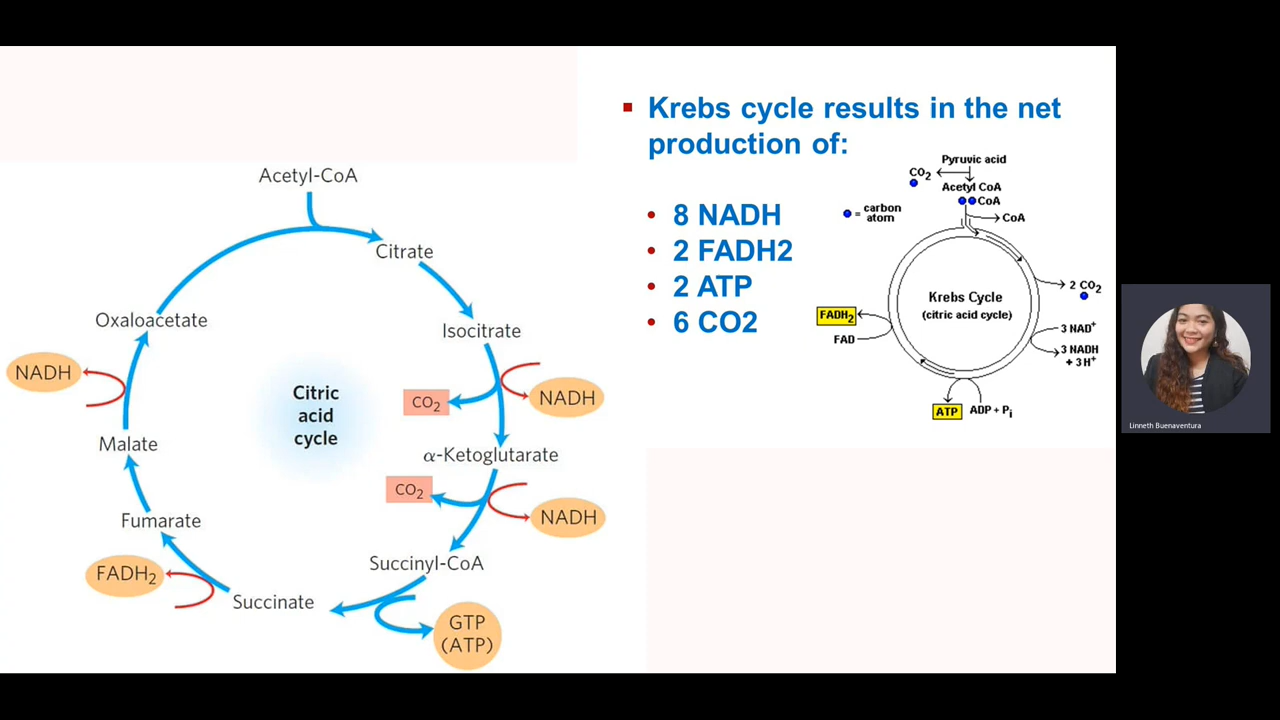 ▪ Krebs cycle results in the net
production of:
• 8 NADH
• 2 FADH2
• 2 ATP
• 6 CO2
Acetyl-CoA
Citrate
Isocitrate
CO₂
NADH
α-Ketoglutarate
CO₂
NADH
Succinyl-CoA
GTP
(ATP)
Succinate
FADH₂
Fumarate
Malate
NADH
Oxaloacetate
Citric
acid
cycle
Pyruvic acid
CO₂
Acetyl CoA
CoA
= carbon
atom
CoA
2 CO₂
Krebs Cycle
(citric acid cycle)
3 NAD⁺
3 NADH
+ 3H⁺
FADH₂
FAD
ATP
ADP + Pi
Linneth Buenaventura